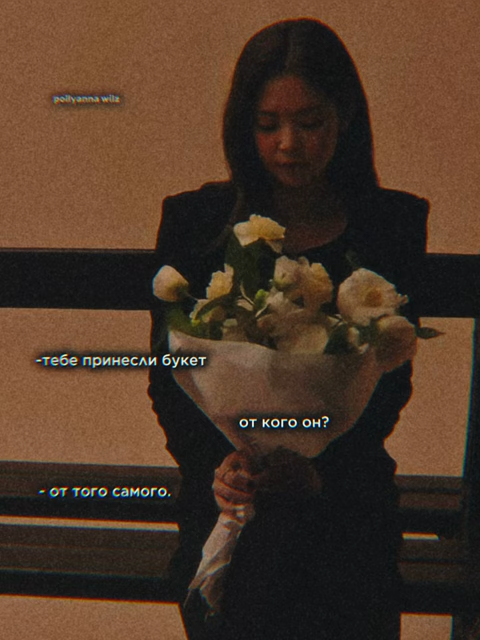 pollyanna wilz
-тебе принесли букет
от кого он?
- от того самого.